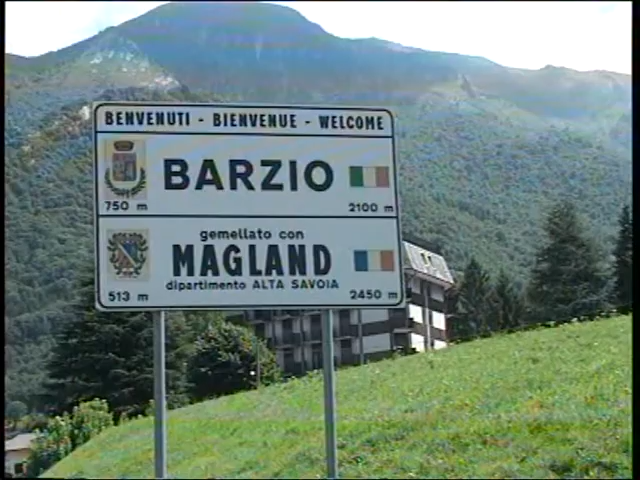 BENVENUTI - BIENVENUE - WELCOME
BARZIO
750 m 2100 m
gemellato con
MAGLAND
dipartimento ALTA SAVOIA
513 m 2450 m